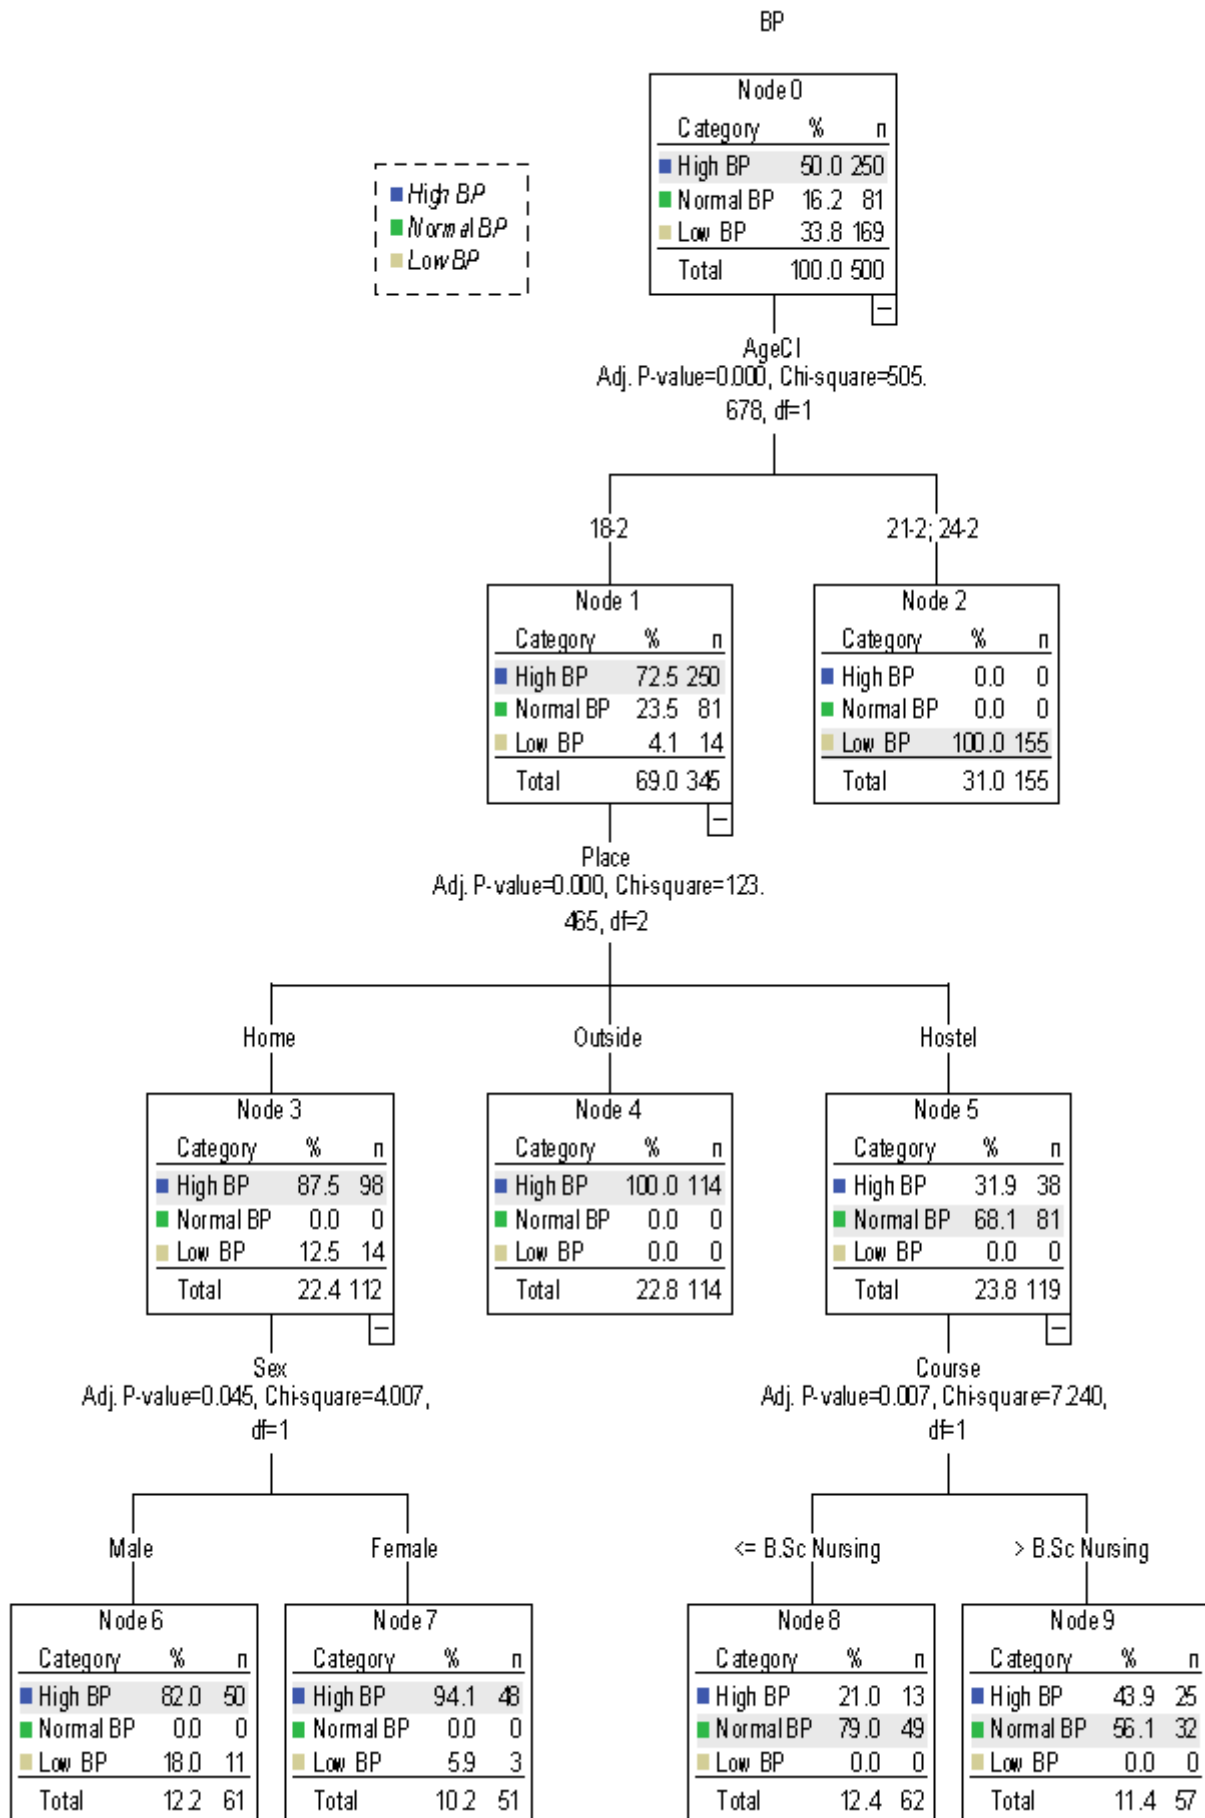 BP
Node 0
Category % n
High BP 50.0 250
Normal BP 16.2 81
Low BP 33.8 169
Total 100.0 500
High BP
Normal BP
Low BP
AgeCl
Adj. P-value=0.000, Chi-square=505.
678, df=1
18-2
21-2; 24-2
Node 1
Category % n
High BP 72.5 250
Normal BP 23.5 81
Low BP 4.1 14
Total 69.0 345
Node 2
Category % n
High BP 0.0 0
Normal BP 0.0 0
Low BP 100.0 155
Total 31.0 155
Place
Adj. P-value=0.000, Chi-square=123.
465, df=2
Home
Outside
Hostel
Node 3
Category % n
High BP 87.5 98
Normal BP 0.0 0
Low BP 12.5 14
Total 22.4 112
Node 4
Category % n
High BP 100.0 114
Normal BP 0.0 0
Low BP 0.0 0
Total 22.8 114
Node 5
Category % n
High BP 31.9 38
Normal BP 68.1 81
Low BP 0.0 0
Total 23.8 119
Sex
Adj. P-value=0.045, Chi-square=4.007,
df=1
Course
Adj. P-value=0.007, Chi-square=7.240,
df=1
Male
Female
<= B.Sc Nursing
> B.Sc Nursing
Node 6
Category % n
High BP 82.0 50
Normal BP 0.0 0
Low BP 18.0 11
Total 12.2 61
Node 7
Category % n
High BP 94.1 48
Normal BP 0.0 0
Low BP 5.9 3
Total 10.2 51
Node 8
Category % n
High BP 21.0 13
Normal BP 79.0 49
Low BP 0.0 0
Total 12.4 62
Node 9
Category % n
High BP 43.9 25
Normal BP 56.1 32
Low BP 0.0 0
Total 11.4 57